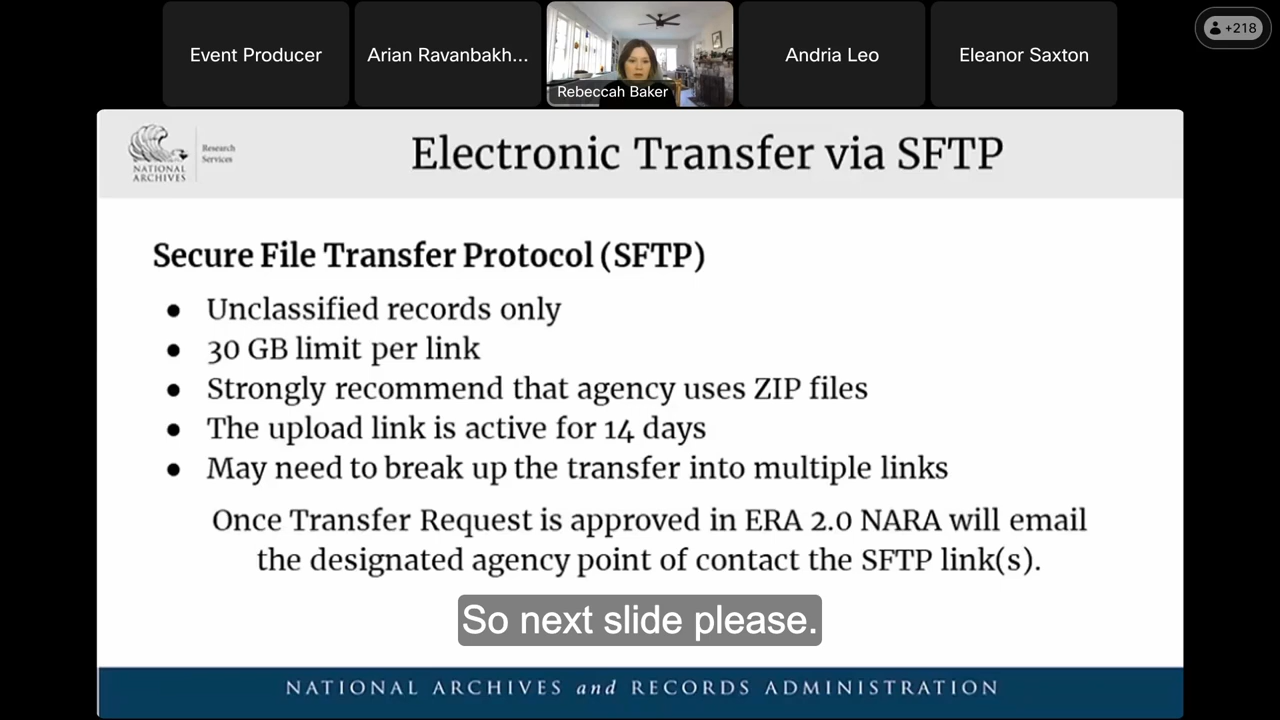 Event Producer
Arian Ravanbakh...
Rebeccah Baker
Andria Leo
Eleanor Saxton
+218
NATIONAL
ARCHIVES
Research
Services
Electronic Transfer via SFTP
Secure File Transfer Protocol (SFTP)
● Unclassified records only
● 30 GB limit per link
● Strongly recommend that agency uses ZIP files
● The upload link is active for 14 days
● May need to break up the transfer into multiple links
Once Transfer Request is approved in ERA 2.0 NARA will email
the designated agency point of contact the SFTP link(s).
So next slide please.
NATIONAL ARCHIVES and RECORDS ADMINISTRATION